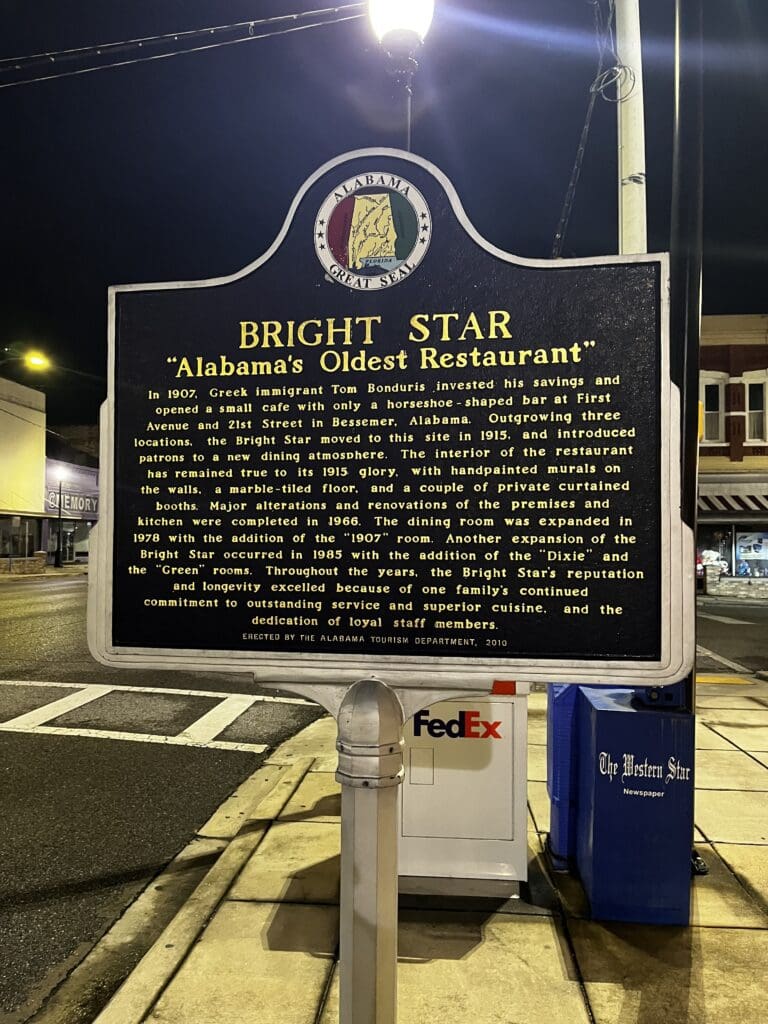 ALABAMA
FLORIDA
GREAT SEAL
BRIGHT STAR
"Alabama's Oldest Restaurant"
In 1907, Greek immigrant Tom Bonduris invested his savings and
opened a small cafe with only a horseshoe-shaped bar at First
Avenue and 21st Street in Bessemer, Alabama. Outgrowing three
locations, the Bright Star moved to this site in 1915, and introduced
patrons to a new dining atmosphere. The interior of the restaurant
has remained true to its 1915 glory, with handpainted murals on
the walls, a marble-tiled floor, and a couple of private curtained
booths. Major alterations and renovations of the premises and
kitchen were completed in 1966. The dining room was expanded in
1978 with the addition of the "1907" room. Another expansion of the
Bright Star occurred in 1985 with the addition of the "Dixie" and
the "Green" rooms. Throughout the years, the Bright Star's reputation
and longevity excelled because of one family's continued
commitment to outstanding service and superior cuisine, and the
dedication of loyal staff members.
ERECTED BY THE ALABAMA TOURISM DEPARTMENT, 2010
MEMORY
FedEx
The Western Star
Newspaper